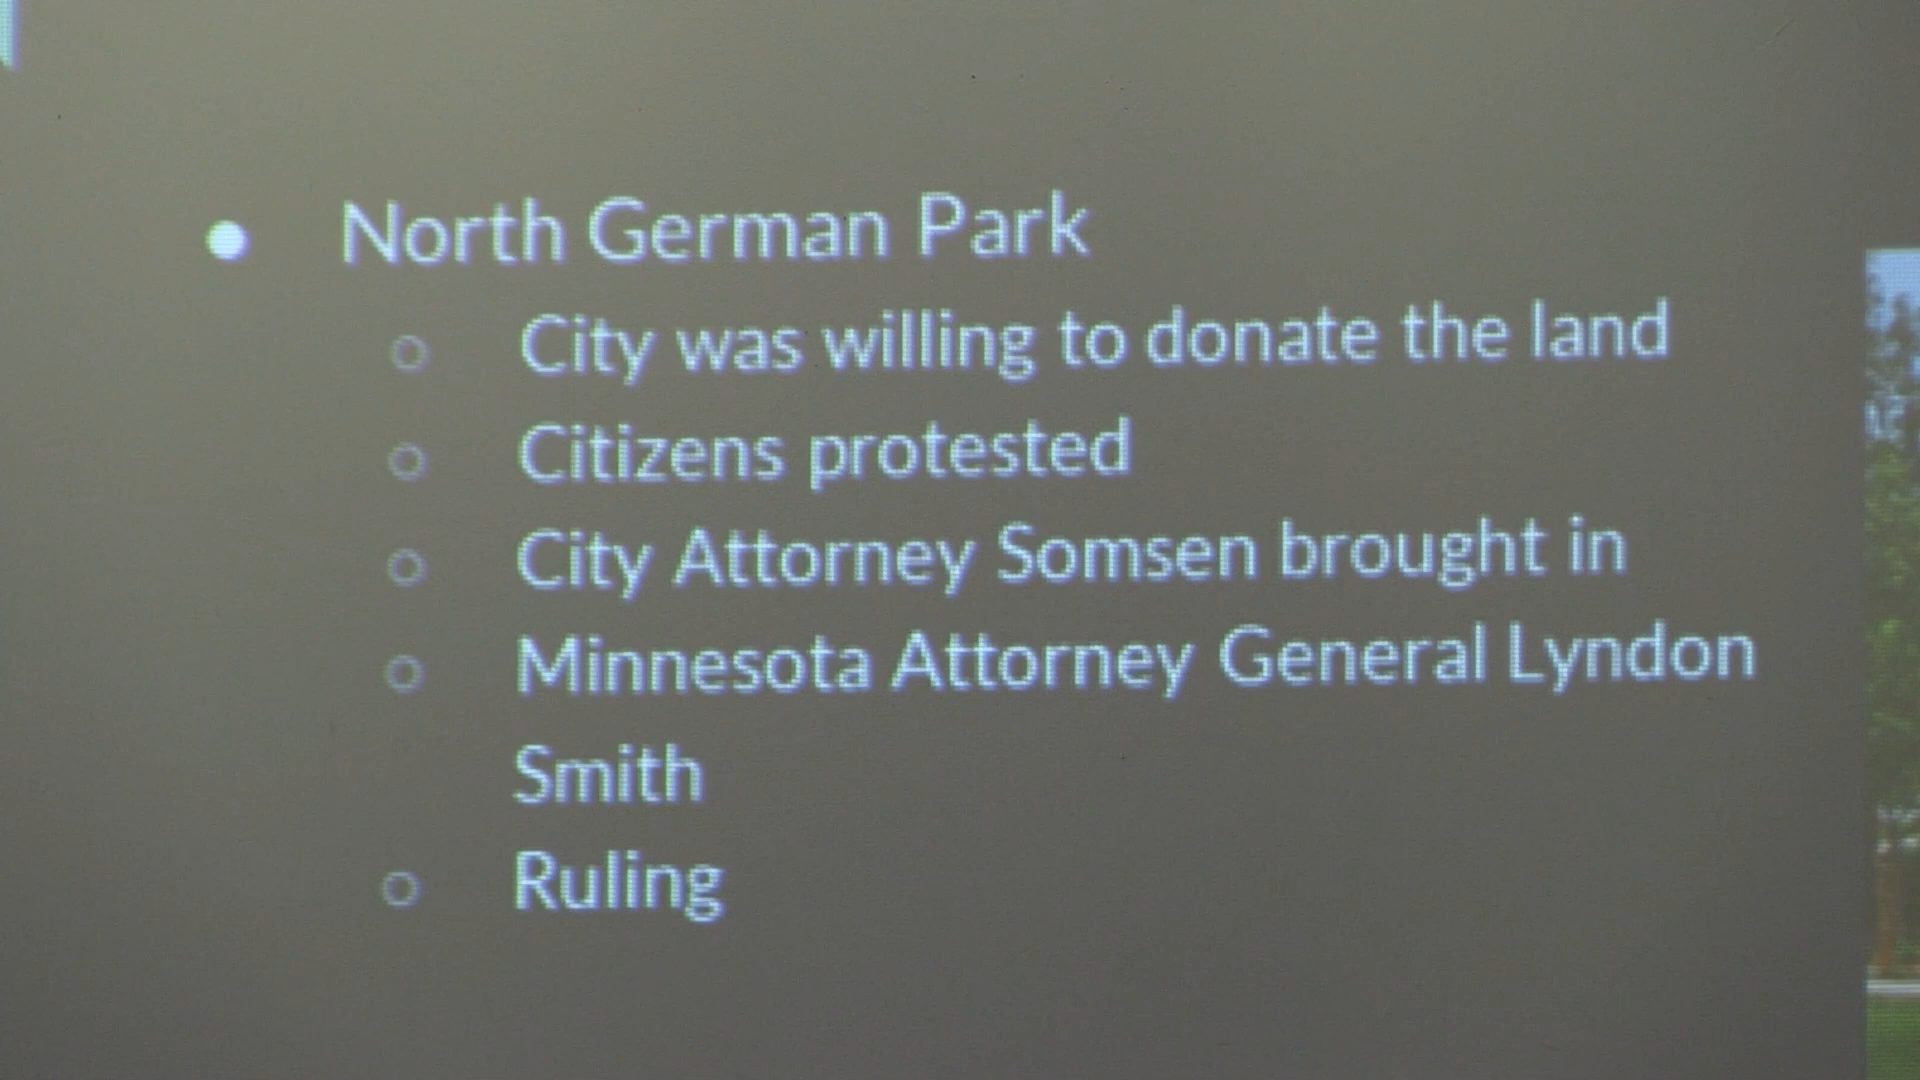 ● North German Park
○ City was willing to donate the land
○ Citizens protested
○ City Attorney Somsen brought in
○ Minnesota Attorney General Lyndon
Smith
○ Ruling